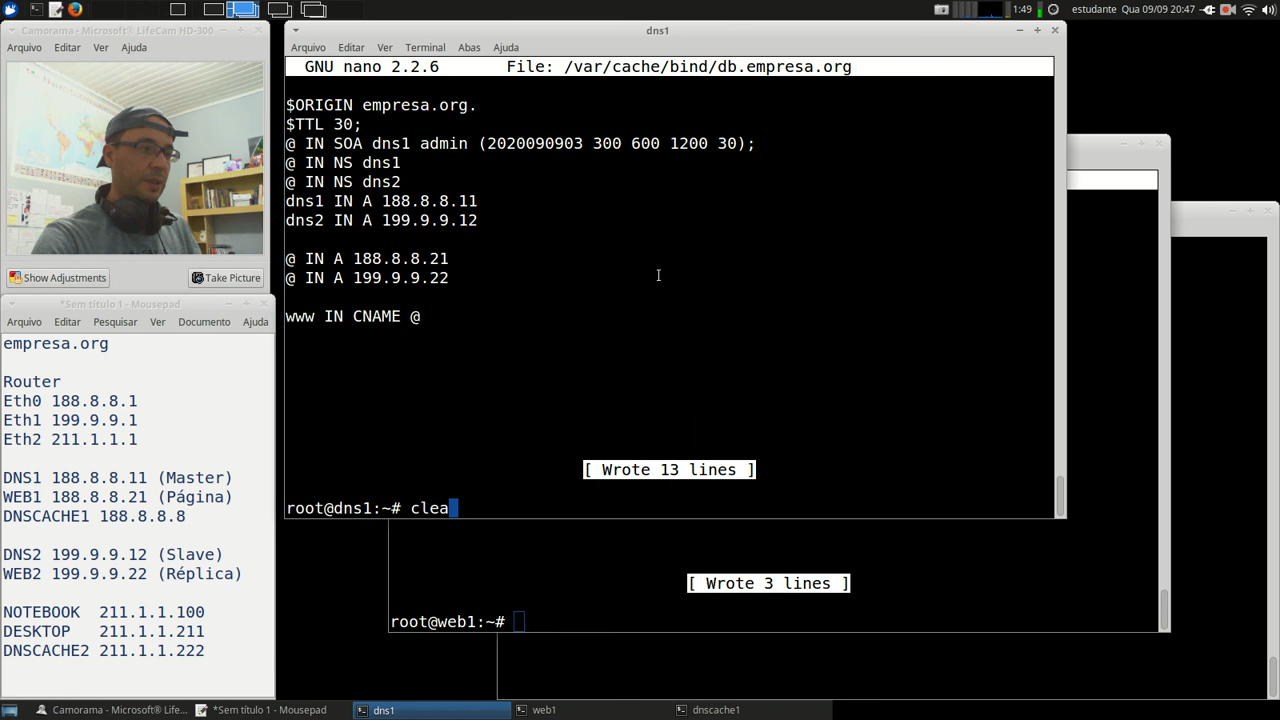 1:49
estudante Qua 09/09 20:47
Camorama - Microsoft® LifeCam HD-300
Arquivo Editar Ver Ajuda
Show Adjustments
Take Picture
*Sem título 1 - Mousepad
Arquivo Editar Pesquisar Ver Documento Ajuda
empresa.org
Router
Eth0 188.8.8.1
Eth1 199.9.9.1
Eth2 211.1.1.1
DNS1 188.8.8.11 (Master)
WEB1 188.8.8.21 (Página)
DNSCACHE1 188.8.8.8
DNS2 199.9.9.12 (Slave)
WEB2 199.9.9.22 (Réplica)
NOTEBOOK 211.1.1.100
DESKTOP 211.1.1.211
DNSCACHE2 211.1.1.222
dns1
Arquivo Editar Ver Terminal Abas Ajuda
GNU nano 2.2.6 File: /var/cache/bind/db.empresa.org
$ORIGIN empresa.org.
$TTL 30;
@ IN SOA dns1 admin (2020090903 300 600 1200 30);
@ IN NS dns1
@ IN NS dns2
dns1 IN A 188.8.8.11
dns2 IN A 199.9.9.12
@ IN A 188.8.8.21
@ IN A 199.9.9.22
www IN CNAME @
[ Wrote 13 lines ]
root@dns1:~# clea
[ Wrote 3 lines ]
root@web1:~#
Camorama - Microsoft® LifeC...
*Sem título 1 - Mousepad
dns1
web1
dnscache1